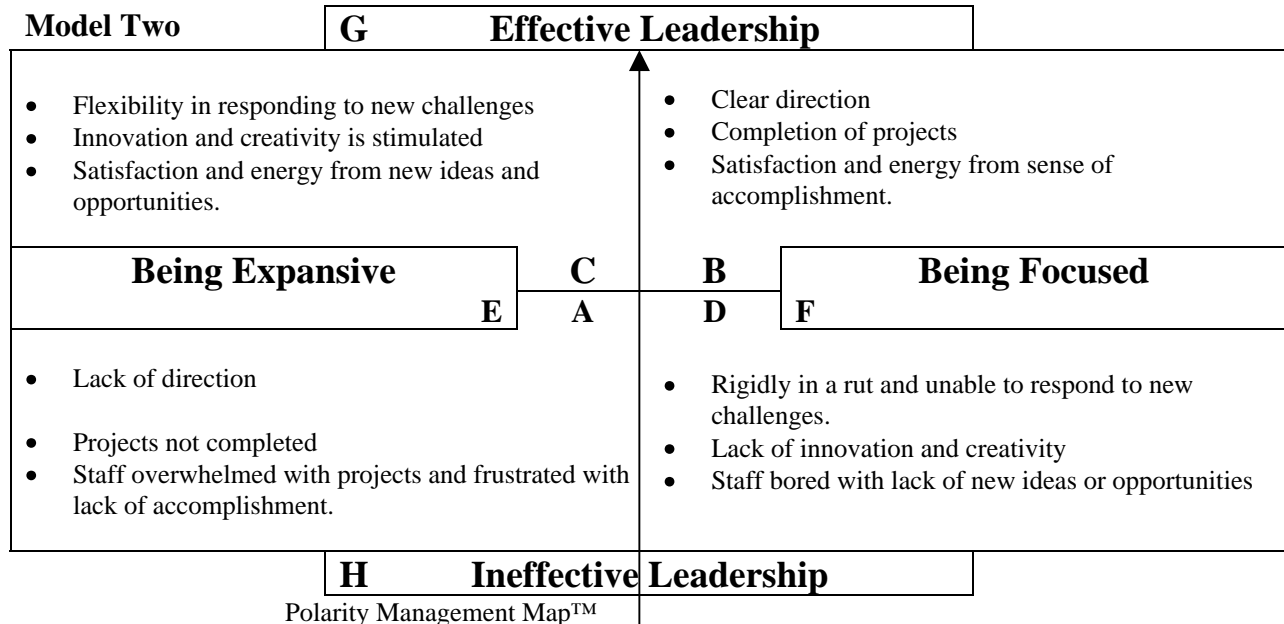 Model Two
G Effective Leadership
• Flexibility in responding to new challenges
• Innovation and creativity is stimulated
• Satisfaction and energy from new ideas and
opportunities.
• Clear direction
• Completion of projects
• Satisfaction and energy from sense of
accomplishment.
Being Expansive
E
C B
A D
Being Focused
F
• Lack of direction
• Projects not completed
• Staff overwhelmed with projects and frustrated with
lack of accomplishment.
• Rigidly in a rut and unable to respond to new
challenges.
• Lack of innovation and creativity
• Staff bored with lack of new ideas or opportunities
H Ineffective Leadership
Polarity Management Map™